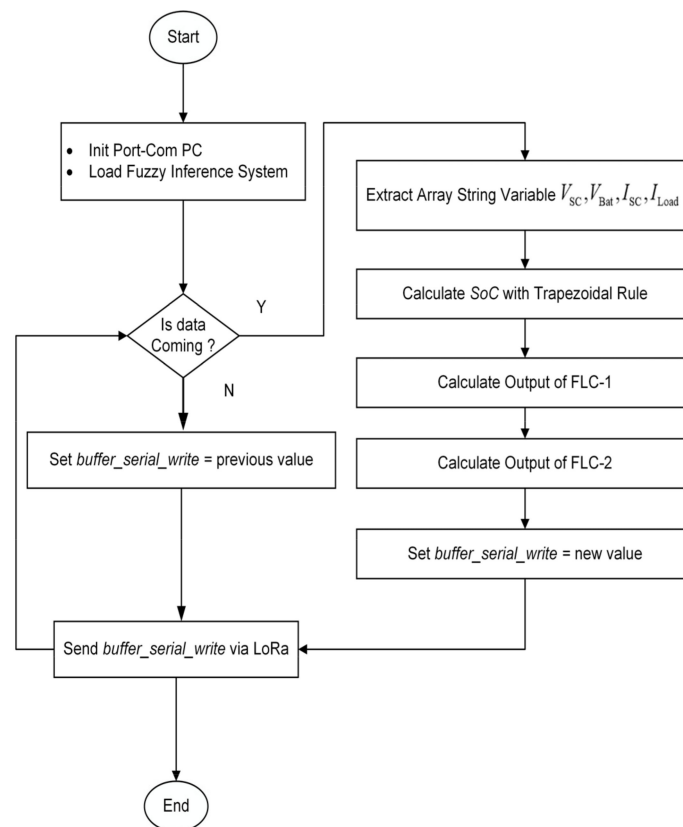 Start
• Init Port-Com PC
• Load Fuzzy Inference System
Is data
Coming ?
Y
N
Set buffer_serial_write = previous value
Extract Array String Variable V_SC, V_Bat, I_SC, I_Load
Calculate SoC with Trapezoidal Rule
Calculate Output of FLC-1
Calculate Output of FLC-2
Set buffer_serial_write = new value
Send buffer_serial_write via LoRa
End